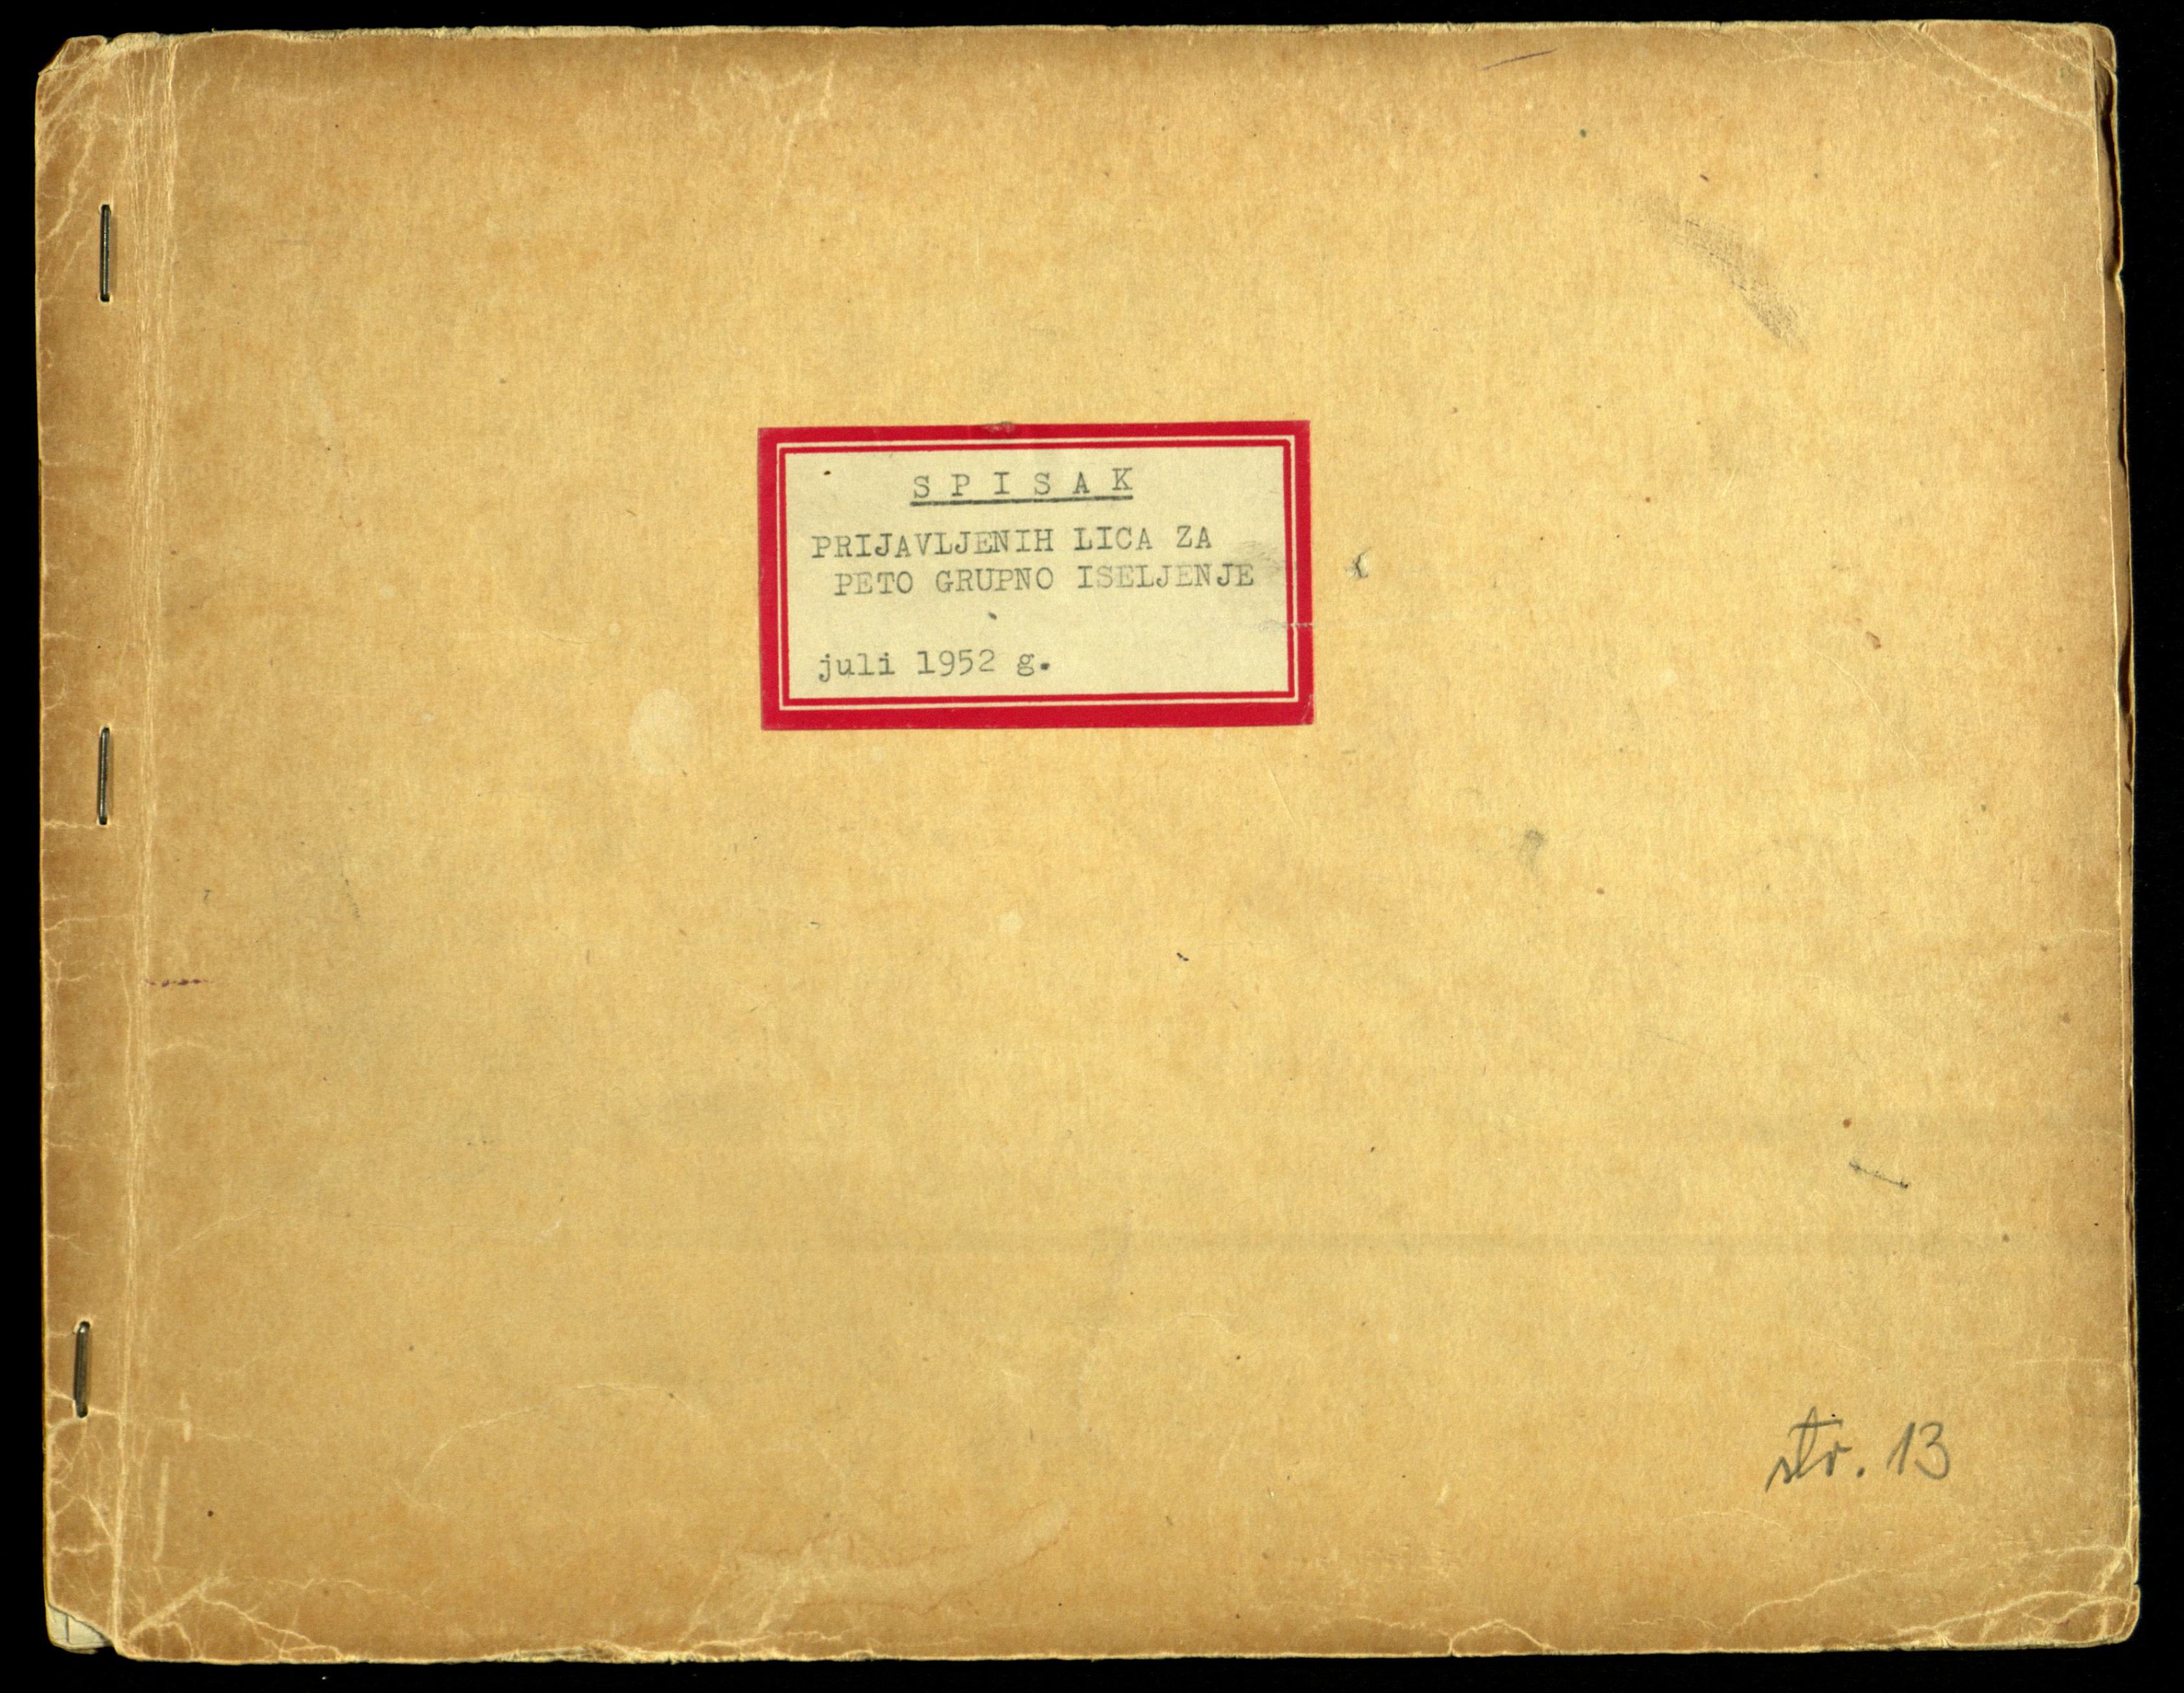 S P I S A K
PRIJAVLJENIH LICA ZA
PETO GRUPNO ISELJENJE
juli 1952 g.
str. 13